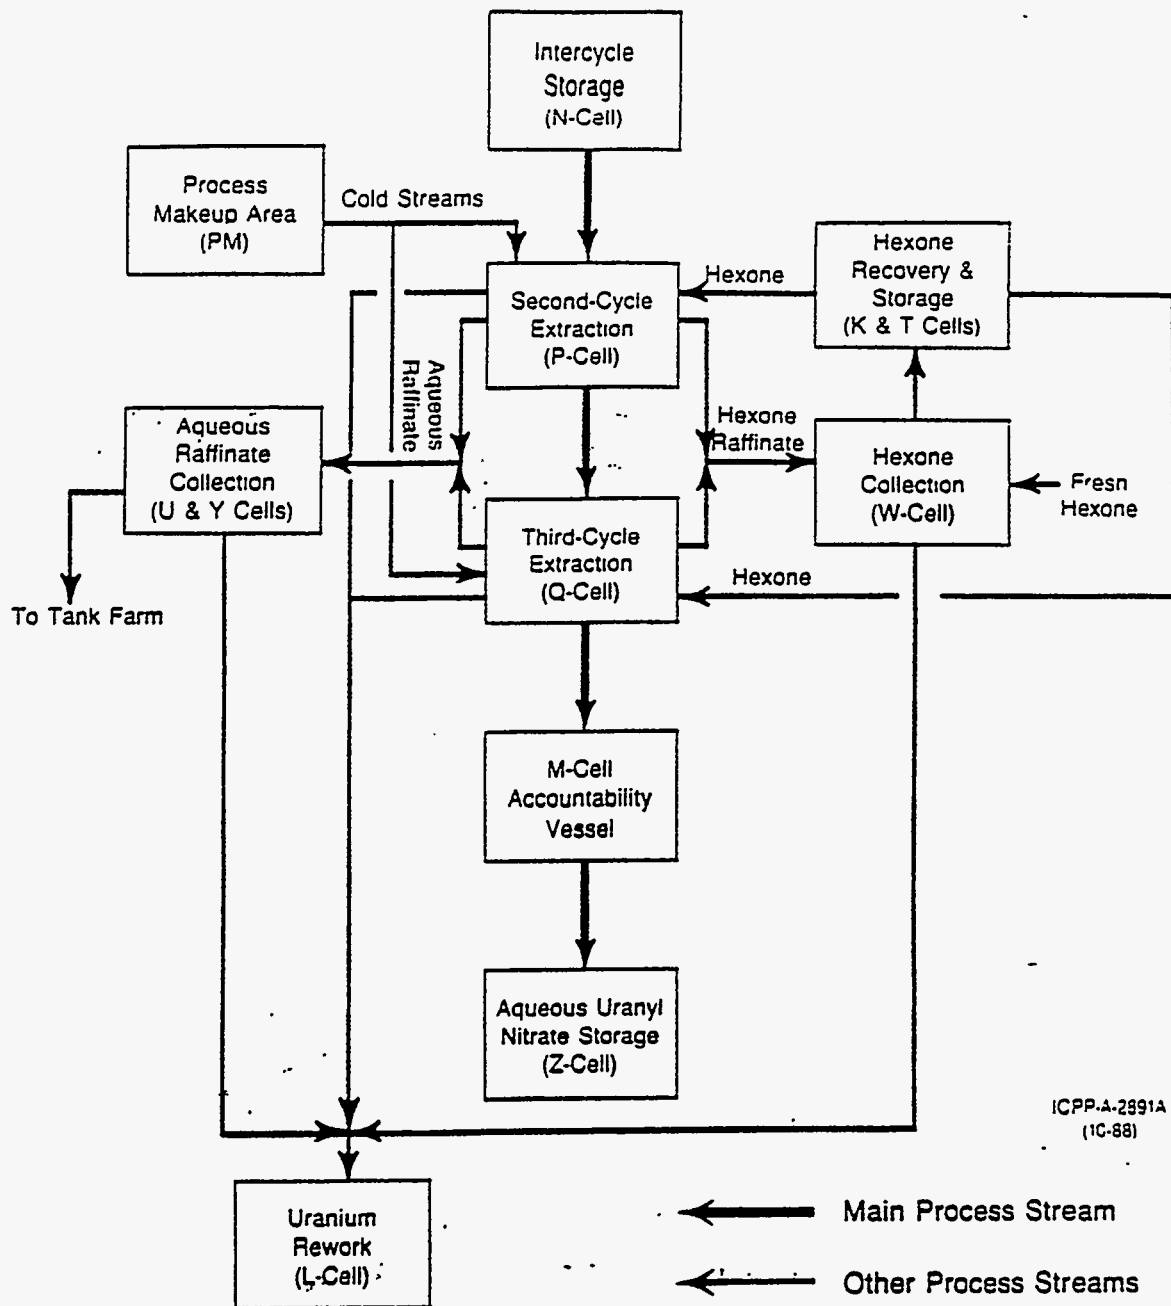 Intercycle
Storage
(N-Cell)
Process
Makeup Area
(PM)
Cold Streams
Hexone
Recovery &
Storage
(K & T Cells)
Hexone
Second-Cycle
Extraction
(P-Cell)
Aqueous
Raffinate
Hexone
Raffinate
Aqueous
Raffinate
Collection
(U & Y Cells)
Hexone
Collection
(W-Cell)
Fresn
Hexone
Third-Cycle
Extraction
(Q-Cell)
Hexone
To Tank Farm
M-Cell
Accountability
Vessel
Aqueous Uranyl
Nitrate Storage
(Z-Cell)
ICPP-A-2891A
(10-88)
Uranium
Rework
(L-Cell)
Main Process Stream
Other Process Streams